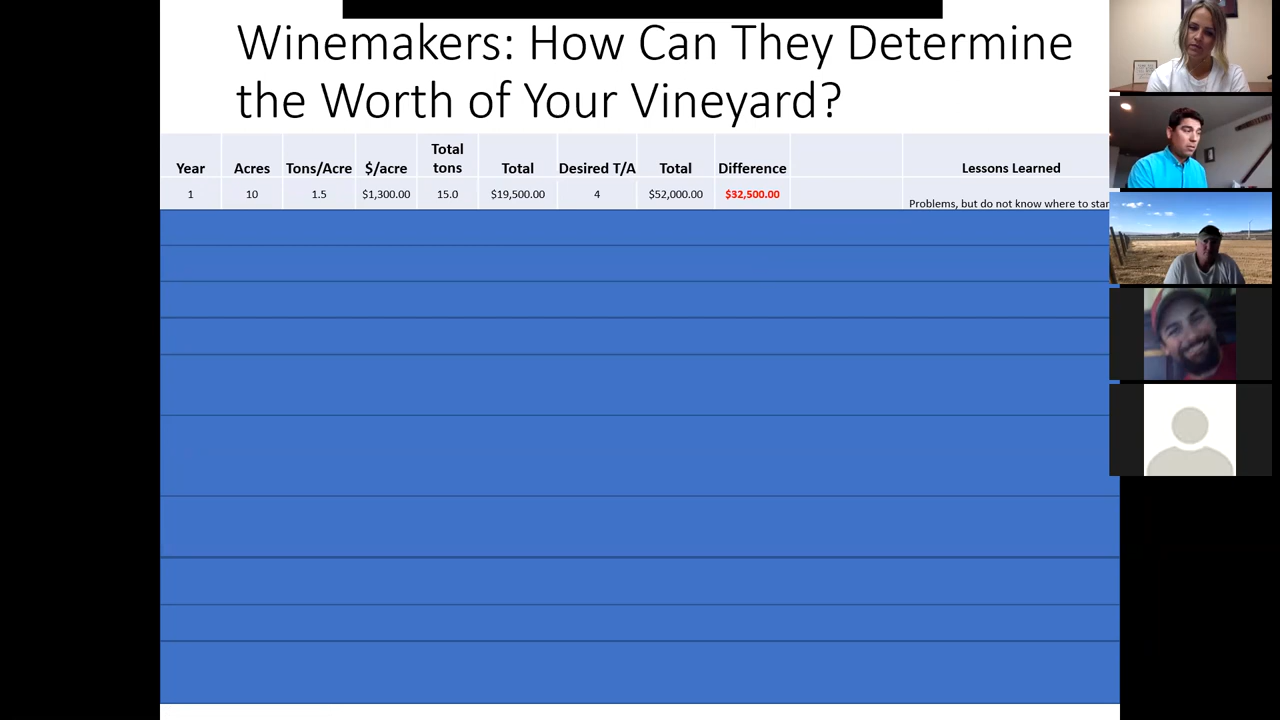 Winemakers: How Can They Determine
the Worth of Your Vineyard?
Year Acres Tons/Acre $/acre Total tons Total Desired T/A Total Difference Lessons Learned
1 10 1.5 $1,300.00 15.0 $19,500.00 4 $52,000.00 $32,500.00 Problems, but do not know where to